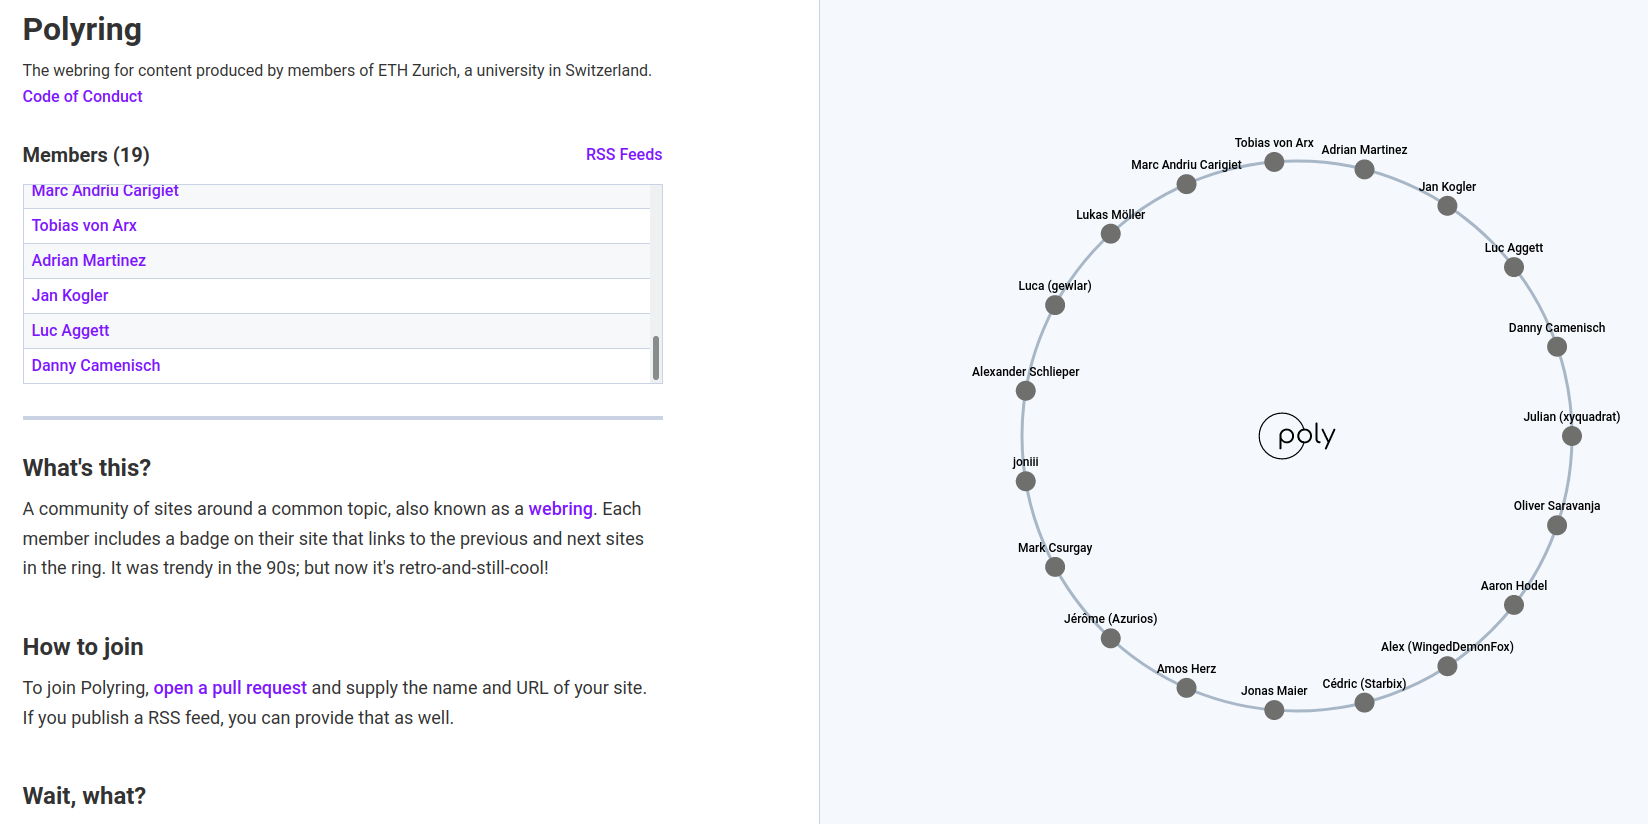 Polyring
The webring for content produced by members of ETH Zurich, a university in Switzerland.
Code of Conduct
Members (19)
RSS Feeds
Marc Andriu Carigiet
Tobias von Arx
Adrian Martinez
Jan Kogler
Luc Aggett
Danny Camenisch
What's this?
A community of sites around a common topic, also known as a webring. Each
member includes a badge on their site that links to the previous and next sites
in the ring. It was trendy in the 90s; but now it's retro-and-still-cool!
How to join
To join Polyring, open a pull request and supply the name and URL of your site.
If you publish a RSS feed, you can provide that as well.
Wait, what?
Tobias von Arx
Adrian Martinez
Marc Andriu Carigiet
Jan Kogler
Lukas Möller
Luc Aggett
Luca (gewlar)
Danny Camenisch
Alexander Schlieper
Julian (xyquadrat)
poly
joniii
Oliver Saravanja
Mark Csurgay
Aaron Hodel
Jérôme (Azurios)
Alex (WingedDemonFox)
Amos Herz
Cédric (Starbix)
Jonas Maier